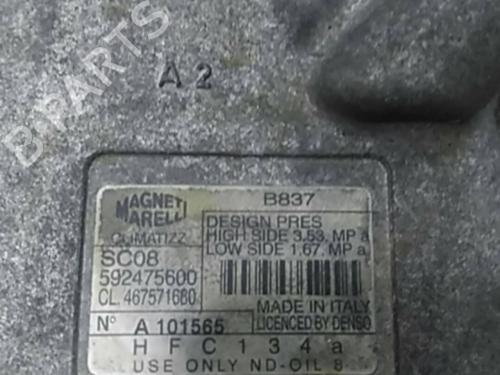 B-PARTS
A2
MAGNETI
MARELLI
CLIMATIZZ
B837
DESIGN PRES
HIGH SIDE 3.53. MP a
LOW SIDE 1.67. MP a
SC08
592475600
CL 467571680
MADE IN ITALY
LICENCED BY DENSO
N° A 101565
HFC134a
USE ONLY ND-OIL 8